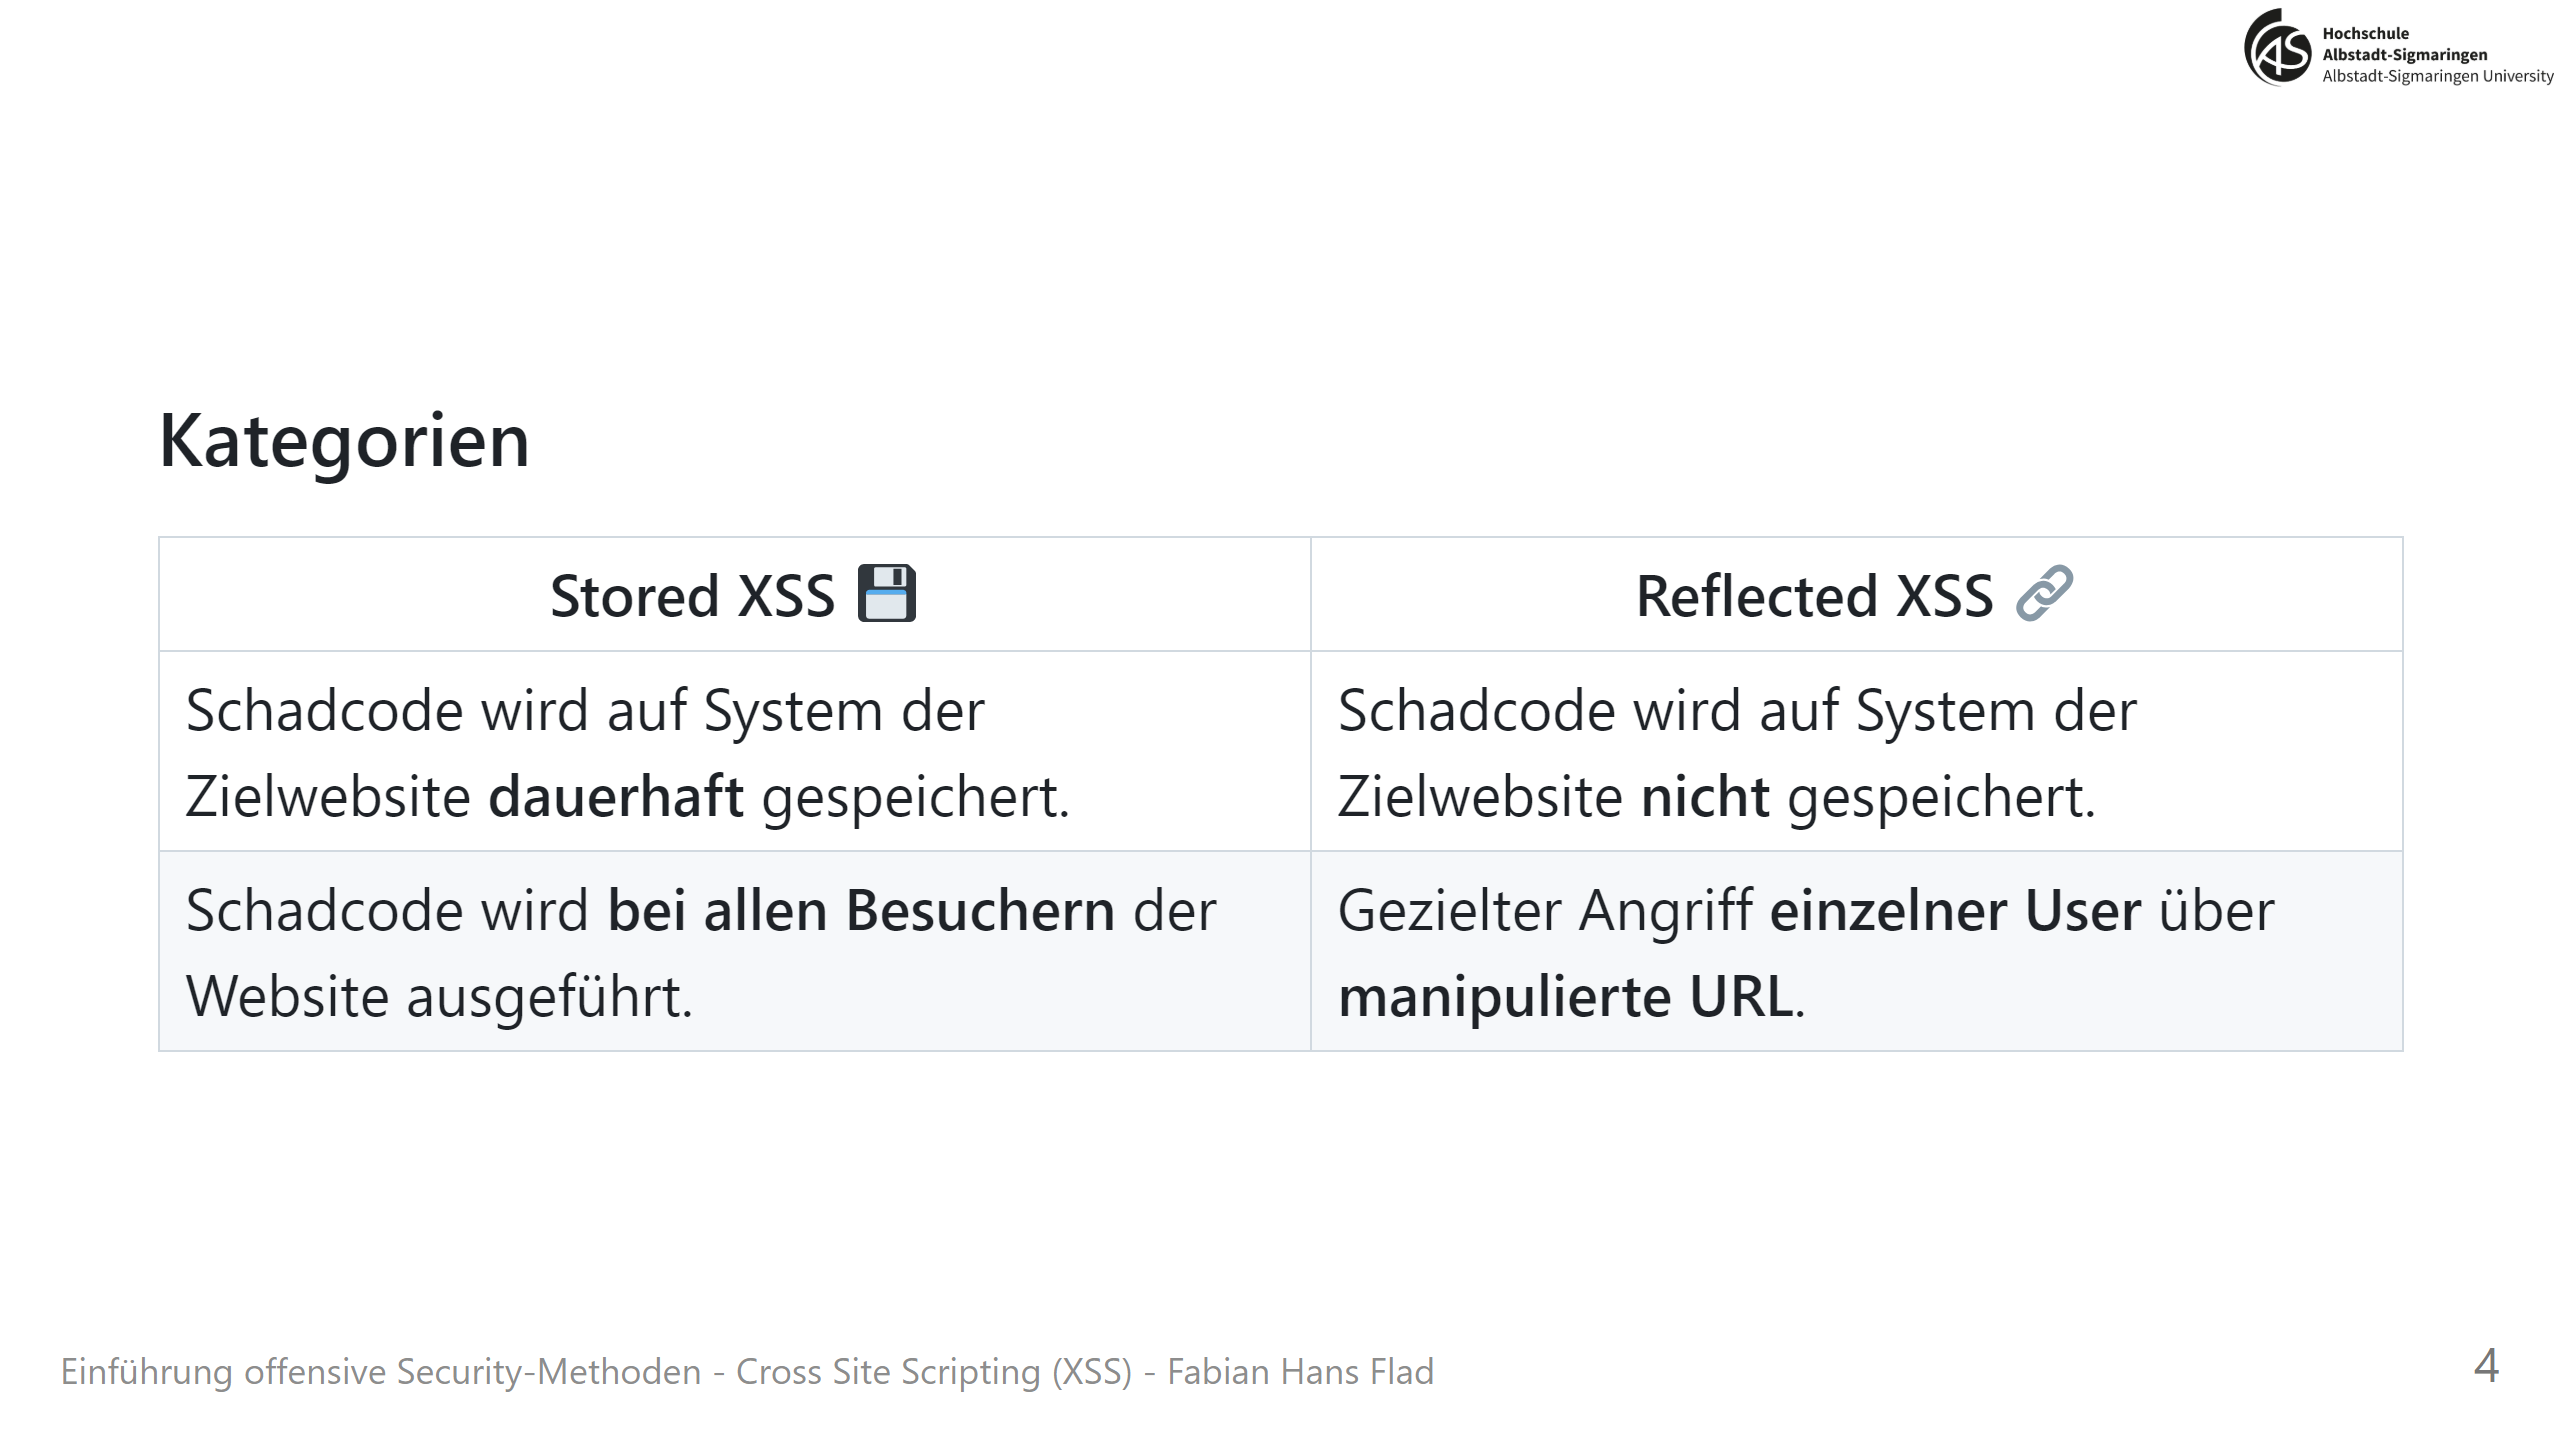 Hochschule
Albstadt-Sigmaringen
Albstadt-Sigmaringen University
Kategorien
Stored XSS 💾
Reflected XSS 🔗
Schadcode wird auf System der
Zielwebsite dauerhaft gespeichert.
Schadcode wird auf System der
Zielwebsite nicht gespeichert.
Schadcode wird bei allen Besuchern der
Website ausgeführt.
Gezielter Angriff einzelner User über
manipulierte URL.
Einführung offensive Security-Methoden - Cross Site Scripting (XSS) - Fabian Hans Flad
4